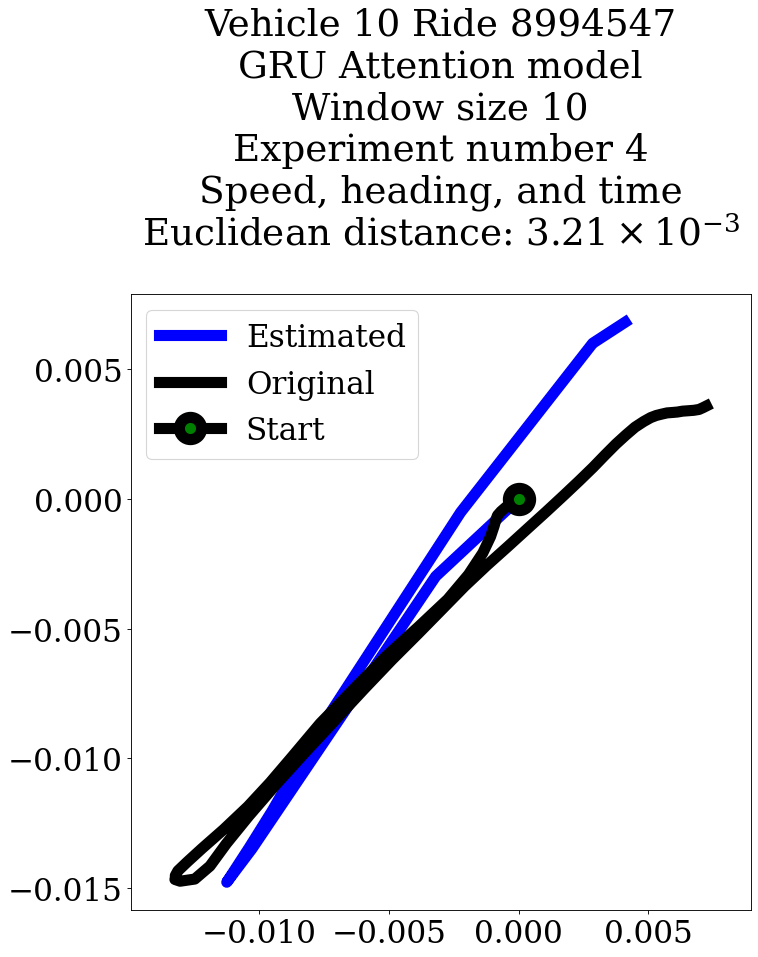 Vehicle 10 Ride 8994547
GRU Attention model
Window size 10
Experiment number 4
Speed, heading, and time
Euclidean distance: 3.21 × 10⁻³
Estimated
Original
Start
0.005
0.000
−0.005
−0.010
−0.015
−0.010 −0.005 0.000 0.005